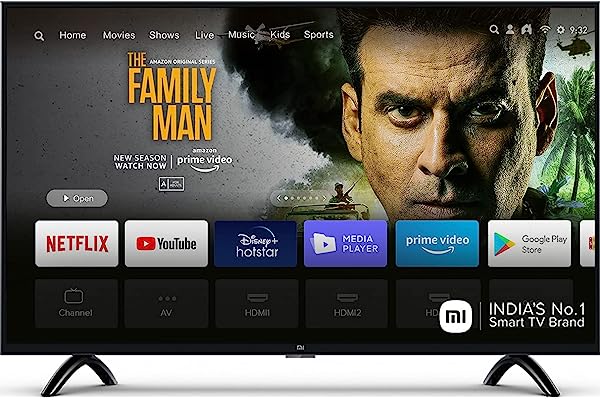 Home Movies Shows Live Music Kids Sports
9:32
AMAZON ORIGINAL SERIES
THE
FAMILY
MAN
NEW SEASON
WATCH NOW
amazon
prime video
A
Open
NETFLIX
YouTube
Disney+
hotstar
MEDIA
PLAYER
prime video
Google Play
Store
Channel
AV
HDMI1
HDMI2
mi
INDIA'S No.1
Smart TV Brand
mi